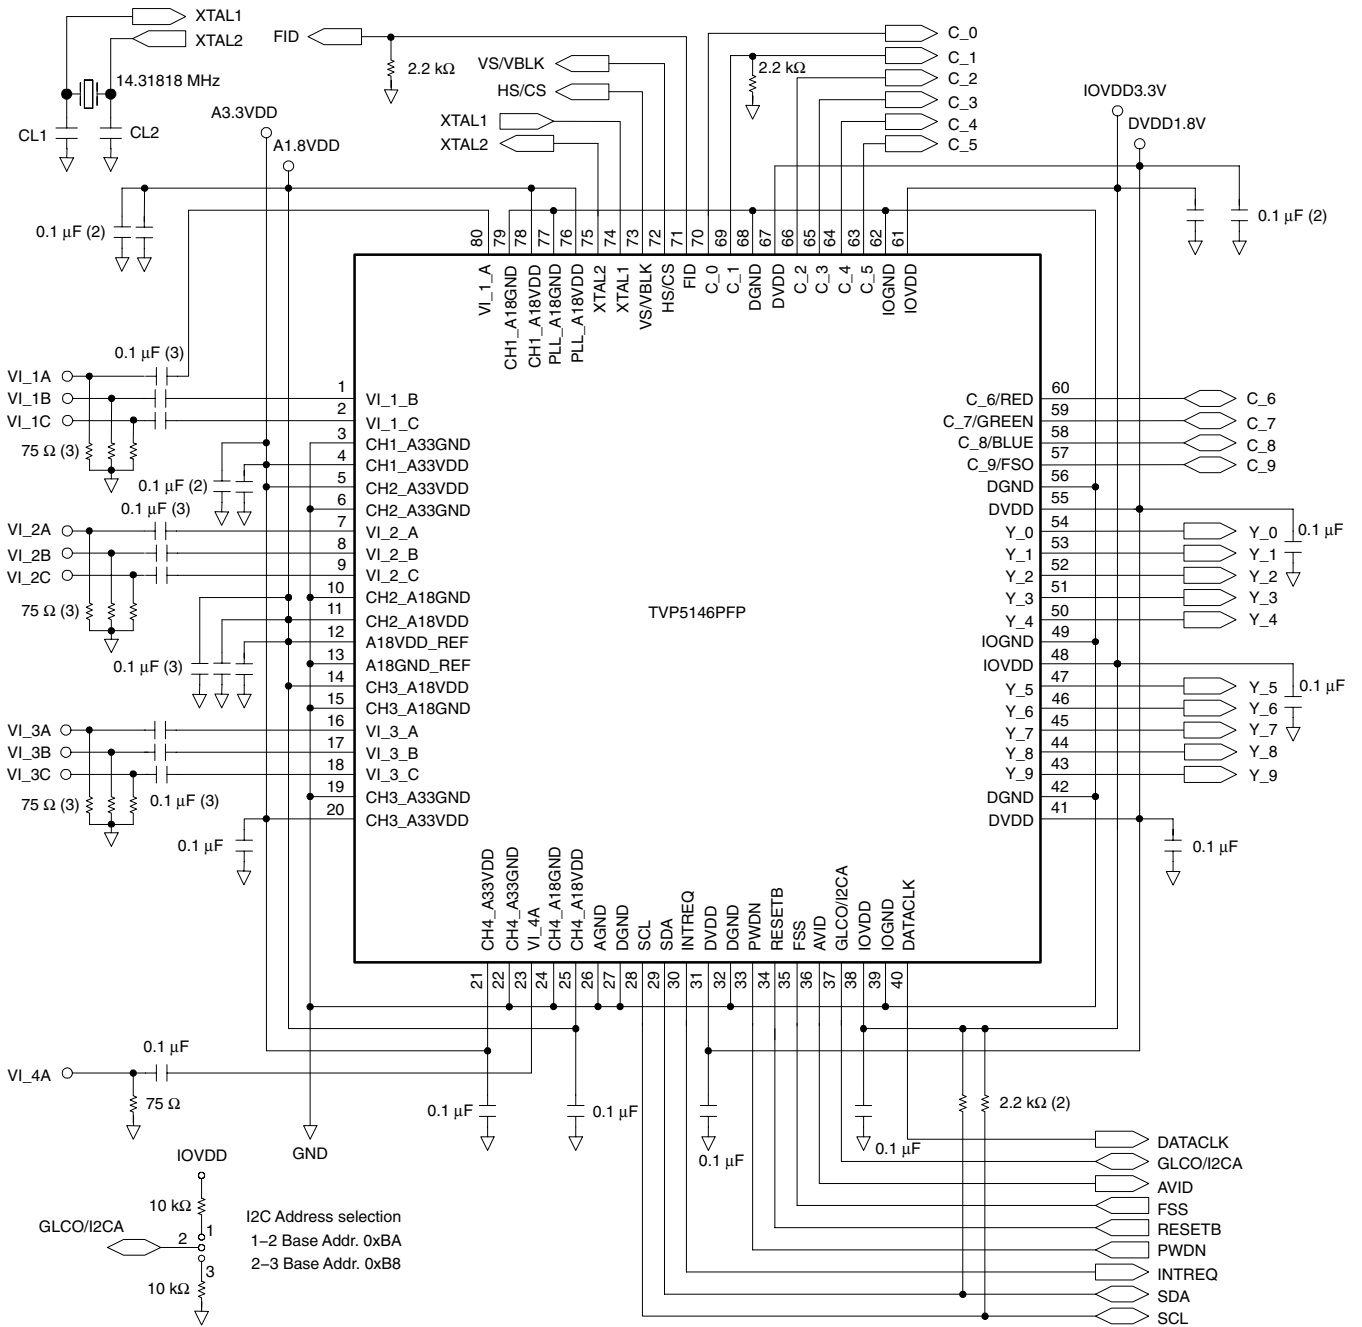 XTAL1
XTAL2
14.31818 MHz
CL1
CL2
FID
2.2 kΩ
VS/VBLK
HS/CS
XTAL1
XTAL2
2.2 kΩ
C_0
C_1
C_2
C_3
C_4
C_5
IOVDD3.3V
DVDD1.8V
A3.3VDD
A1.8VDD
0.1 µF (2)
0.1 µF (2)
80
79
78
77
76
75
74
73
72
71
70
69
68
67
66
65
64
63
62
61
VI_1_A
CH1_A18GND
CH1_A18VDD
PLL_A18GND
PLL_A18VDD
XTAL2
XTAL1
VS/VBLK
HS/CS
FID
C_0
C_1
DGND
DVDD
C_2
C_3
C_4
C_5
IOGND
IOVDD
0.1 µF (3)
VI_1A
VI_1B
VI_1C
75 Ω (3)
0.1 µF (2)
0.1 µF (3)
VI_2A
VI_2B
VI_2C
75 Ω (3)
0.1 µF (3)
VI_3A
VI_3B
VI_3C
75 Ω (3)
0.1 µF (3)
0.1 µF
1 VI_1_B
2 VI_1_C
3 CH1_A33GND
4 CH1_A33VDD
5 CH2_A33VDD
6 CH2_A33GND
7 VI_2_A
8 VI_2_B
9 VI_2_C
10 CH2_A18GND
11 CH2_A18VDD
12 A18VDD_REF
13 A18GND_REF
14 CH3_A18VDD
15 CH3_A18GND
16 VI_3_A
17 VI_3_B
18 VI_3_C
19 CH3_A33GND
20 CH3_A33VDD
TVP5146PFP
C_6/RED 60 C_6
C_7/GREEN 59 C_7
C_8/BLUE 58 C_8
C_9/FSO 57 C_9
DGND 56
DVDD 55
Y_0 54 Y_0
0.1 µF
Y_1 53 Y_1
Y_2 52 Y_2
Y_3 51 Y_3
Y_4 50 Y_4
IOGND 49
IOVDD 48
Y_5 47 Y_5
0.1 µF
Y_6 46 Y_6
Y_7 45 Y_7
Y_8 44 Y_8
Y_9 43 Y_9
DGND 42
DVDD 41
0.1 µF
CH4_A33VDD
CH4_A33GND
VI_4A
CH4_A18GND
CH4_A18VDD
AGND
DGND
SCL
SDA
INTREQ
DVDD
DGND
PWDN
RESETB
FSS
AVID
GLCO/I2CA
IOVDD
IOGND
DATACLK
21
22
23
24
25
26
27
28
29
30
31
32
33
34
35
36
37
38
39
40
0.1 µF
VI_4A
75 Ω
0.1 µF
0.1 µF
0.1 µF
0.1 µF
2.2 kΩ (2)
GND
DATACLK
GLCO/I2CA
AVID
FSS
RESETB
PWDN
INTREQ
SDA
SCL
IOVDD
10 kΩ
GLCO/I2CA
1
2
3
10 kΩ
I2C Address selection
1–2 Base Addr. 0xBA
2–3 Base Addr. 0xB8